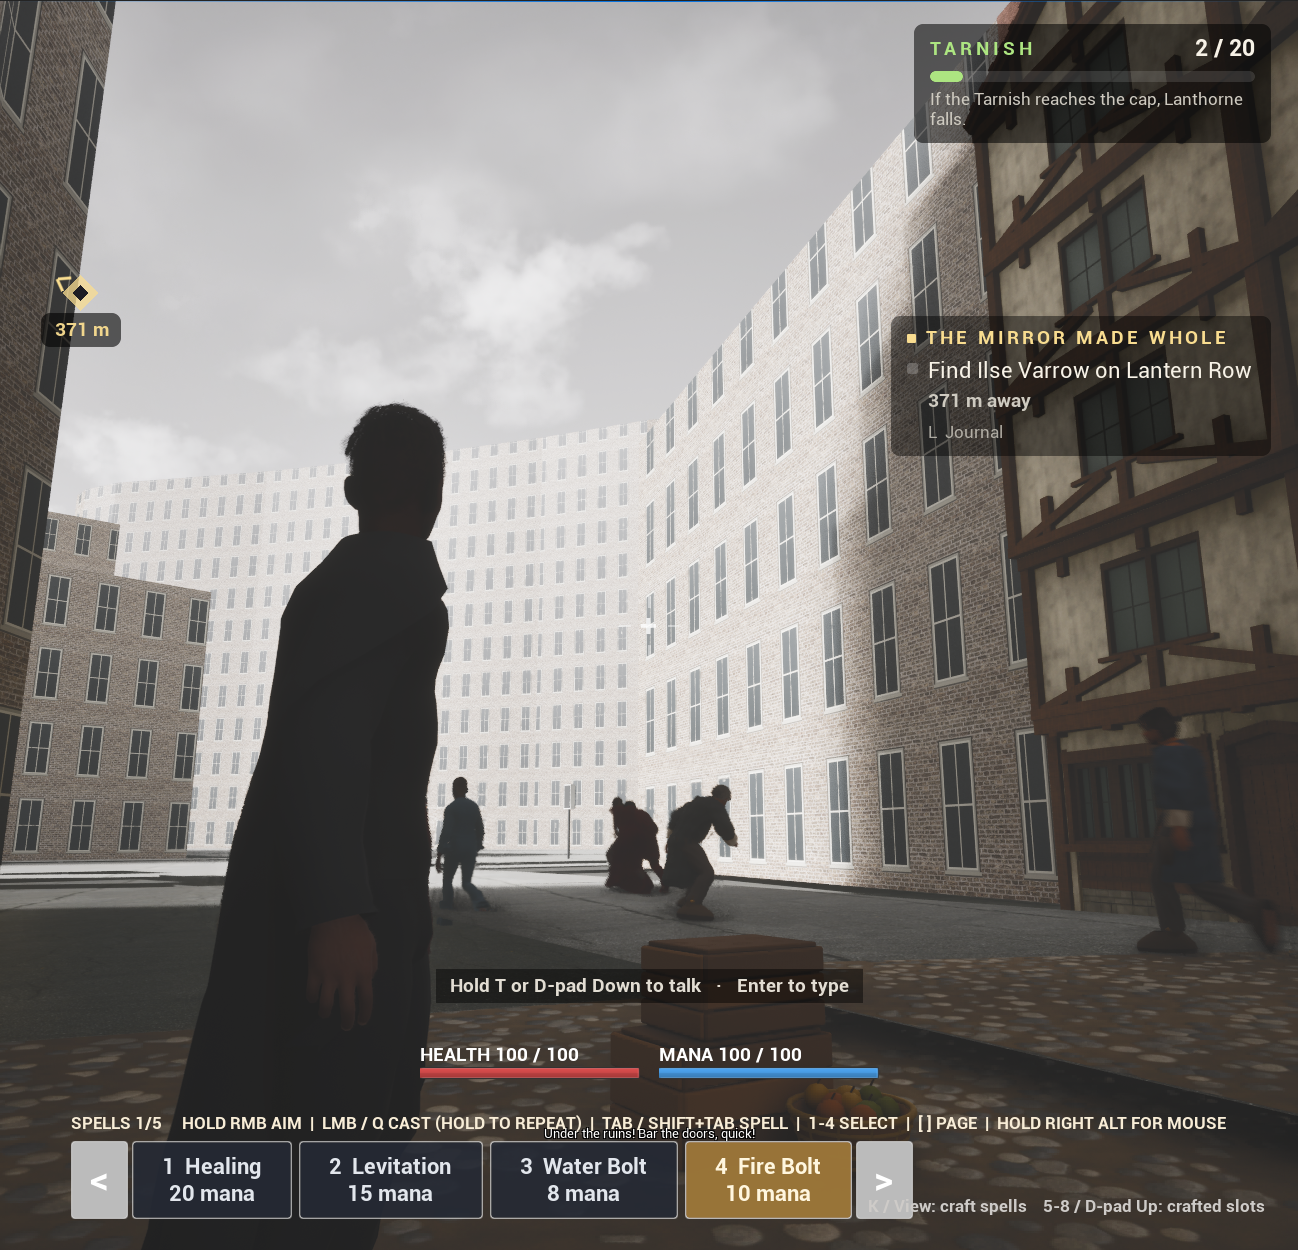 TARNISH 2 / 20
If the Tarnish reaches the cap, Lanthorne
falls.
371 m
THE MIRROR MADE WHOLE
Find Ilse Varrow on Lantern Row
371 m away
L Journal
Hold T or D-pad Down to talk · Enter to type
HEALTH 100 / 100
MANA 100 / 100
SPELLS 1/5 HOLD RMB AIM | LMB / Q CAST (HOLD TO REPEAT) | TAB / SHIFT+TAB SPELL | 1-4 SELECT | [ ] PAGE | HOLD RIGHT ALT FOR MOUSE
Under the ruins! Bar the doors, quick!
<
1 Healing
20 mana
2 Levitation
15 mana
3 Water Bolt
8 mana
4 Fire Bolt
10 mana
>
K / View: craft spells 5-8 / D-pad Up: crafted slots